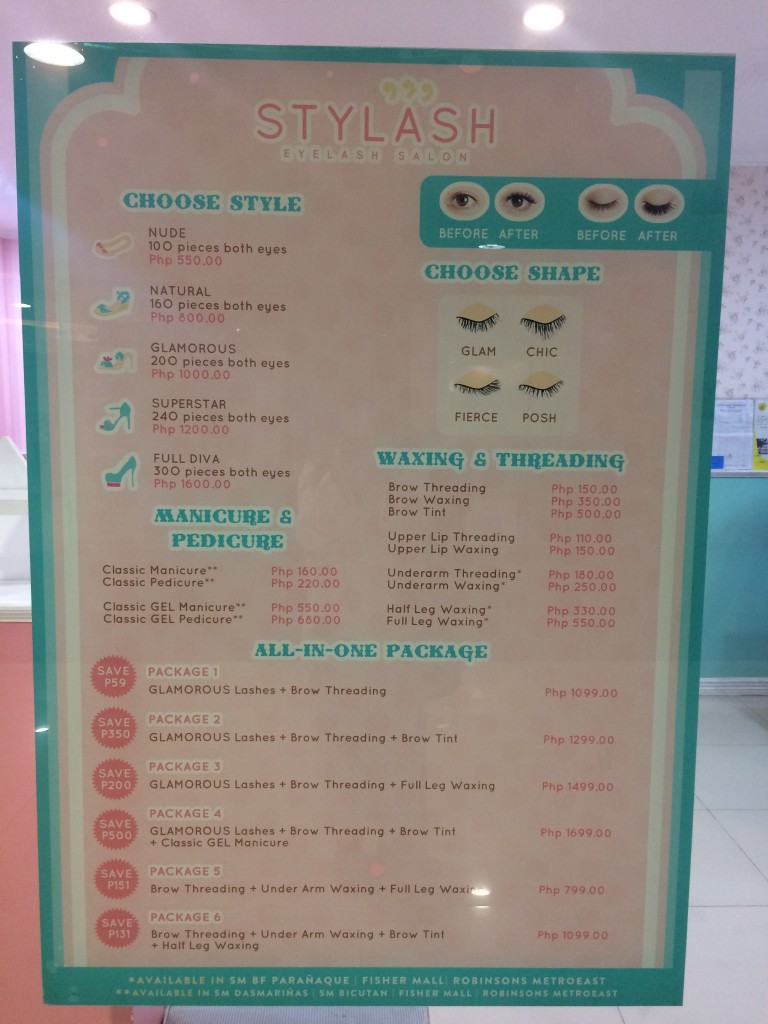 STYLASH
EYELASH SALON
CHOOSE STYLE
NUDE
100 pieces both eyes
Php 550.00
NATURAL
160 pieces both eyes
Php 800.00
GLAMOROUS
200 pieces both eyes
Php 1000.00
SUPERSTAR
240 pieces both eyes
Php 1200.00
FULL DIVA
300 pieces both eyes
Php 1600.00
BEFORE AFTER BEFORE AFTER
CHOOSE SHAPE
GLAM CHIC
FIERCE POSH
WAXING & THREADING
Brow Threading Php 150.00
Brow Waxing Php 350.00
Brow Tint Php 500.00
Upper Lip Threading Php 110.00
Upper Lip Waxing Php 150.00
Underarm Threading* Php 180.00
Underarm Waxing* Php 250.00
Half Leg Waxing* Php 330.00
Full Leg Waxing* Php 550.00
MANICURE &
PEDICURE
Classic Manicure** Php 160.00
Classic Pedicure** Php 220.00
Classic GEL Manicure** Php 550.00
Classic GEL Pedicure** Php 680.00
ALL-IN-ONE PACKAGE
SAVE
P59
PACKAGE 1
GLAMOROUS Lashes + Brow Threading Php 1099.00
SAVE
P350
PACKAGE 2
GLAMOROUS Lashes + Brow Threading + Brow Tint Php 1299.00
SAVE
P200
PACKAGE 3
GLAMOROUS Lashes + Brow Threading + Full Leg Waxing Php 1499.00
SAVE
P500
PACKAGE 4
GLAMOROUS Lashes + Brow Threading + Brow Tint Php 1699.00
+ Classic GEL Manicure
SAVE
P151
PACKAGE 5
Brow Threading + Under Arm Waxing + Full Leg Waxing Php 799.00
SAVE
P131
PACKAGE 6
Brow Threading + Under Arm Waxing + Brow Tint Php 1099.00
+ Half Leg Waxing
*AVAILABLE IN SM BF PARAÑAQUE | FISHER MALL | ROBINSONS METROEAST
**AVAILABLE IN SM DASMARIÑAS | SM BICUTAN | FISHER MALL | ROBINSONS METROEAST